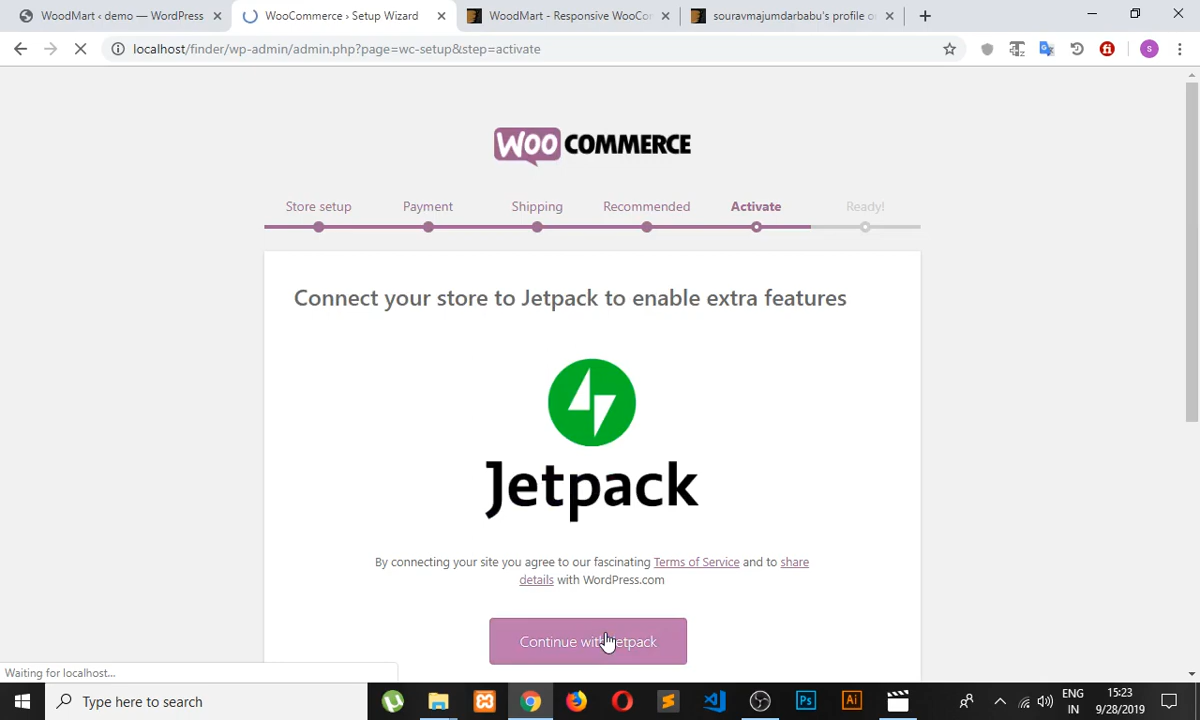 WoodMart ‹ demo — WordPress
WooCommerce › Setup Wizard
WoodMart - Responsive WooCom
souravmajumdarbabu's profile on
localhost/finder/wp-admin/admin.php?page=wc-setup&step=activate
s
WOO COMMERCE
Store setup
Payment
Shipping
Recommended
Activate
Ready!
Connect your store to Jetpack to enable extra features
Jetpack
By connecting your site you agree to our fascinating Terms of Service and to share
details with WordPress.com
Continue with Jetpack
Waiting for localhost...
Type here to search
Ps
Ai
ENG
IN
15:23
9/28/2019